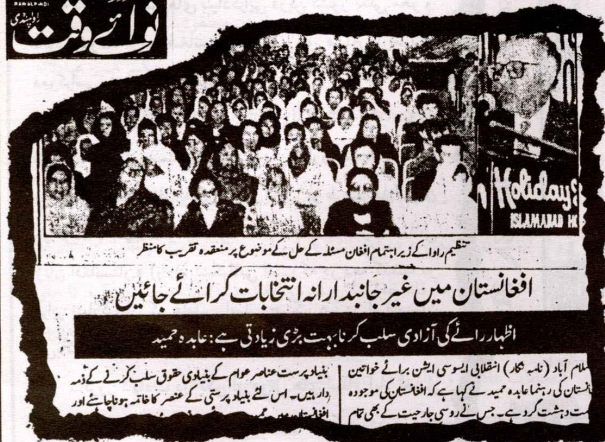 RAWALPINDI
نوائے وقت
راولپنڈی
Holiday
ISLAMABAD HO
تنظیم راوا کے زیر اہتمام افغان مسئلہ کے حل کے موضوع پر منعقدہ تقریب کا منظر
افغانستان میں غیر جانبدارانہ انتخابات کرائے جائیں
اظہار رائے کی آزادی سلب کرنا بہت بڑی زیادتی ہے: عابدہ حمید
سلام آباد (نامہ نگار) انقلابی ایسوسی ایشن برائے خواتین
کی رہنما عابدہ حمید نے کہا ہے کہ افغانستان کی موجودہ
دہشت گرد ہے۔ جس نے روسی جارحیت کے بھی تمام
بنیاد پرست عناصر عوام کے بنیادی حقوق سلب کرنے کے ذمہ
دار ہیں۔ اس لئے بنیاد پرستی کے عنصر کا خاتمہ ہونا چاہئے اور